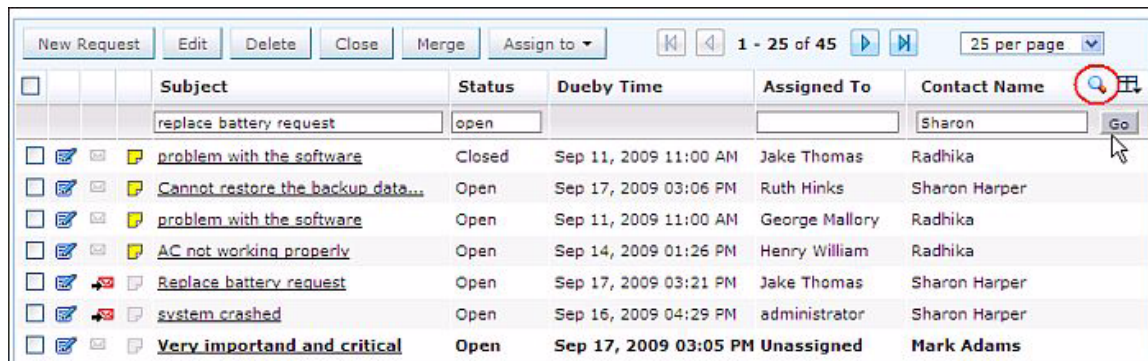 New Request Edit Delete Close Merge Assign to 1 - 25 of 45 25 per page
Subject Status Dueby Time Assigned To Contact Name
replace battery request open Sharon Go
problem with the software Closed Sep 11, 2009 11:00 AM Jake Thomas Radhika
Cannot restore the backup data... Open Sep 17, 2009 03:06 PM Ruth Hinks Sharon Harper
problem with the software Open Sep 11, 2009 11:00 AM George Mallory Radhika
AC not working properly Open Sep 14, 2009 01:26 PM Henry William Radhika
Replace battery request Open Sep 17, 2009 03:21 PM Jake Thomas Sharon Harper
system crashed Open Sep 16, 2009 04:29 PM administrator Sharon Harper
Very importand and critical Open Sep 17, 2009 03:05 PM Unassigned Mark Adams